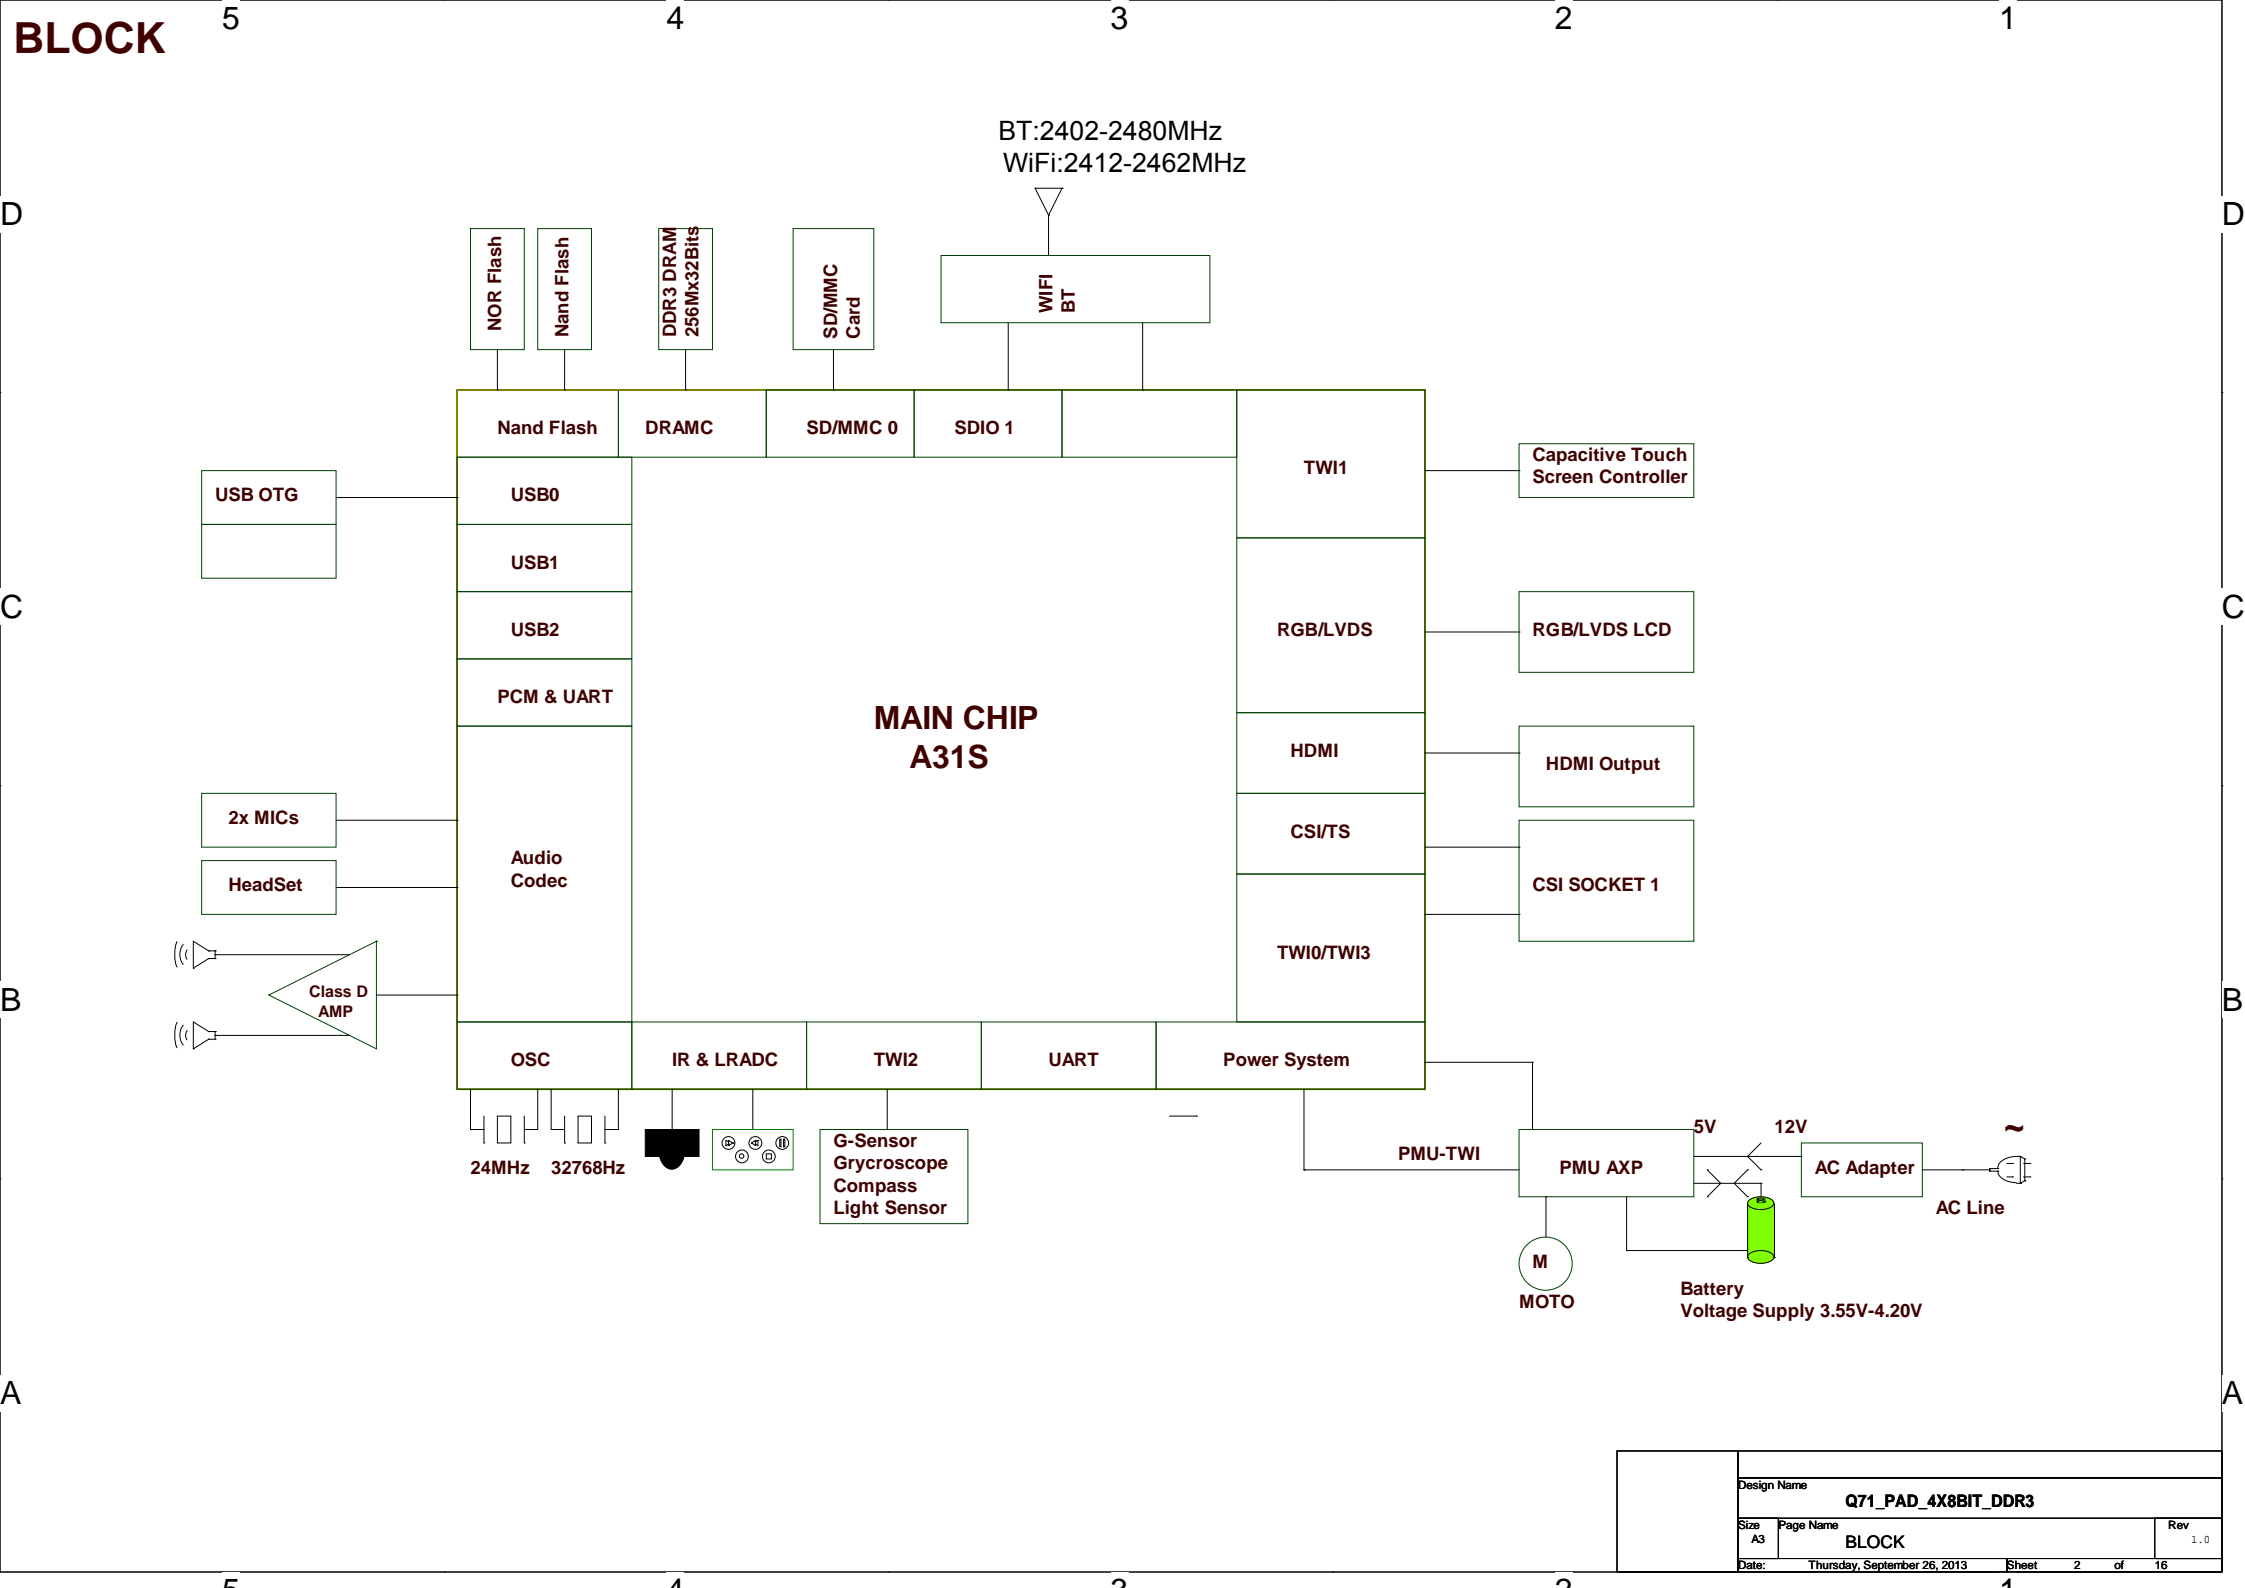 5 4 3 2 1
BLOCK
BT:2402-2480MHz
WiFi:2412-2462MHz
D D
NOR Flash
Nand Flash
DDR3 DRAM
256Mx32Bits
SD/MMC
Card
WIFI
BT
Nand Flash
DRAMC
SD/MMC 0
SDIO 1
TWI1
Capacitive Touch
Screen Controller
USB OTG
USB0
USB1
C C
USB2
RGB/LVDS
RGB/LVDS LCD
PCM & UART
MAIN CHIP
A31S
HDMI
HDMI Output
2x MICs
CSI/TS
Audio
Codec
HeadSet
CSI SOCKET 1
TWI0/TWI3
B B
Class D
AMP
OSC
IR & LRADC
TWI2
UART
Power System
24MHz
32768Hz
G-Sensor
Grycroscope
Compass
Light Sensor
PMU-TWI
PMU AXP
5V
12V
~
AC Adapter
AC Line
M
MOTO
Battery
Voltage Supply 3.55V-4.20V
A A
Design Name
Q71_PAD_4X8BIT_DDR3
Size Page Name Rev
A3 BLOCK 1.0
Date: Thursday, September 26, 2013 Sheet 2 of 16
5 4 3 2 1